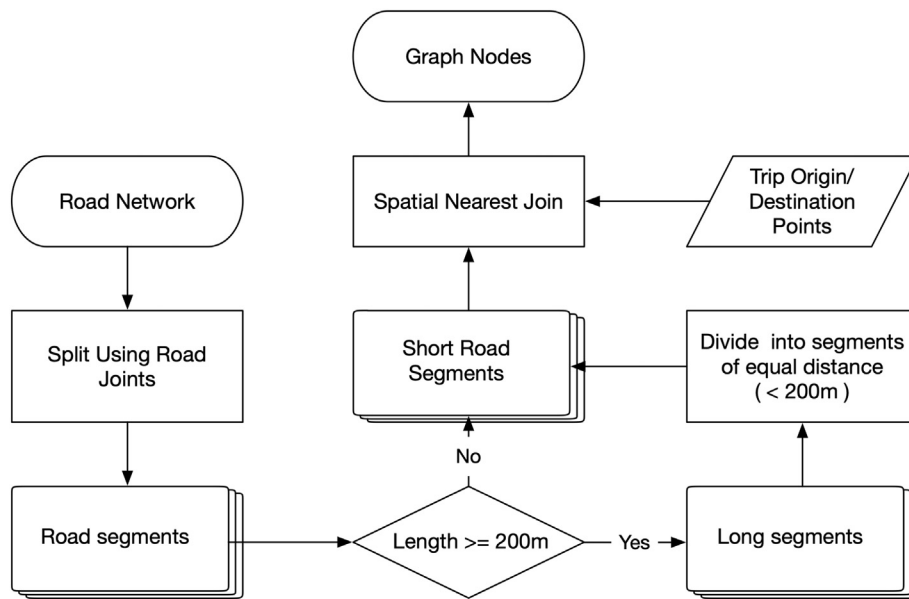 Graph Nodes
Road Network
Spatial Nearest Join
Trip Origin/
Destination
Points
Split Using Road
Joints
Short Road
Segments
Divide into segments
of equal distance
( < 200m )
No
Road segments
Length >= 200m
Yes
Long segments